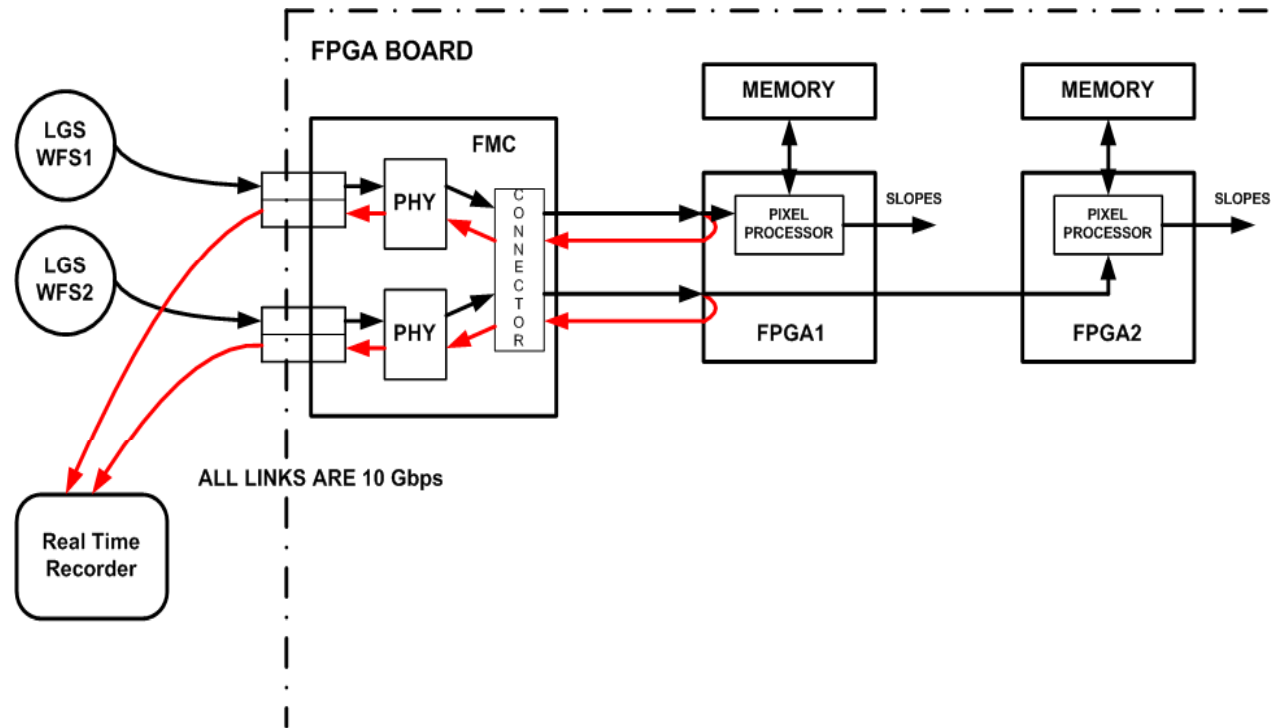 FPGA BOARD
MEMORY
MEMORY
LGS
WFS1
FMC
PHY
CONNECTOR
PIXEL
PROCESSOR
SLOPES
PIXEL
PROCESSOR
SLOPES
LGS
WFS2
PHY
FPGA1
FPGA2
ALL LINKS ARE 10 Gbps
Real Time
Recorder